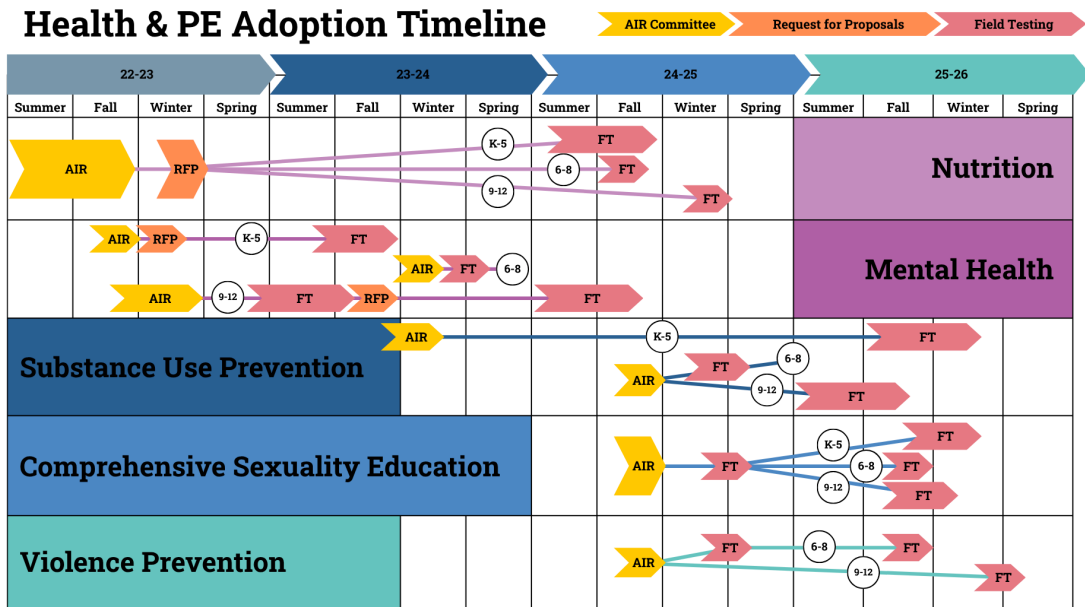 Health & PE Adoption Timeline
AIR Committee Request for Proposals Field Testing
22-23 23-24 24-25 25-26
Summer Fall Winter Spring Summer Fall Winter Spring Summer Fall Winter Spring Summer Fall Winter Spring
K-5 FT
AIR RFP 6-8 FT Nutrition
9-12 FT
AIR RFP K-5 FT
AIR FT 6-8 Mental Health
AIR 9-12 FT RFP FT
AIR K-5 FT
Substance Use Prevention FT 6-8
AIR 9-12 FT
K-5 FT
Comprehensive Sexuality Education AIR FT 6-8 FT
9-12 FT
FT 6-8 FT
Violence Prevention AIR
9-12 FT